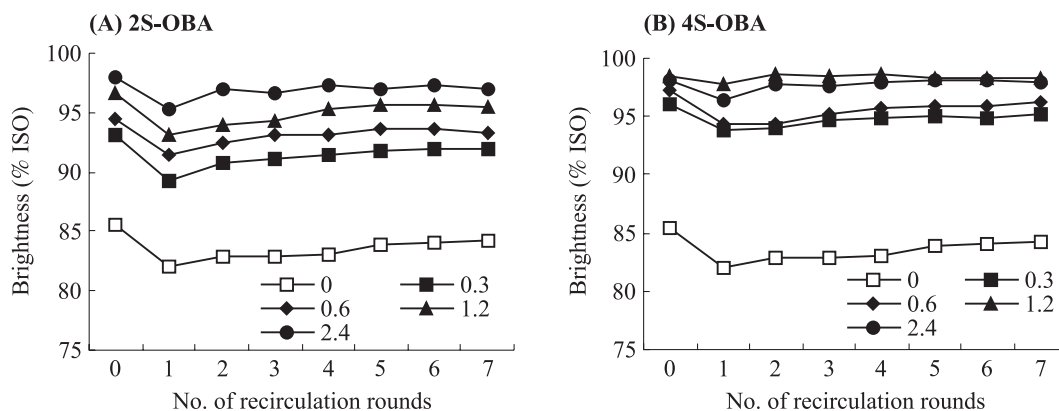 (A) 2S-OBA
100
95
90
85
80
75
Brightness (% ISO)
0
0.3
0.6
1.2
2.4
0 1 2 3 4 5 6 7
No. of recirculation rounds
(B) 4S-OBA
100
95
90
85
80
75
Brightness (% ISO)
0
0.3
0.6
1.2
2.4
0 1 2 3 4 5 6 7
No. of recirculation rounds